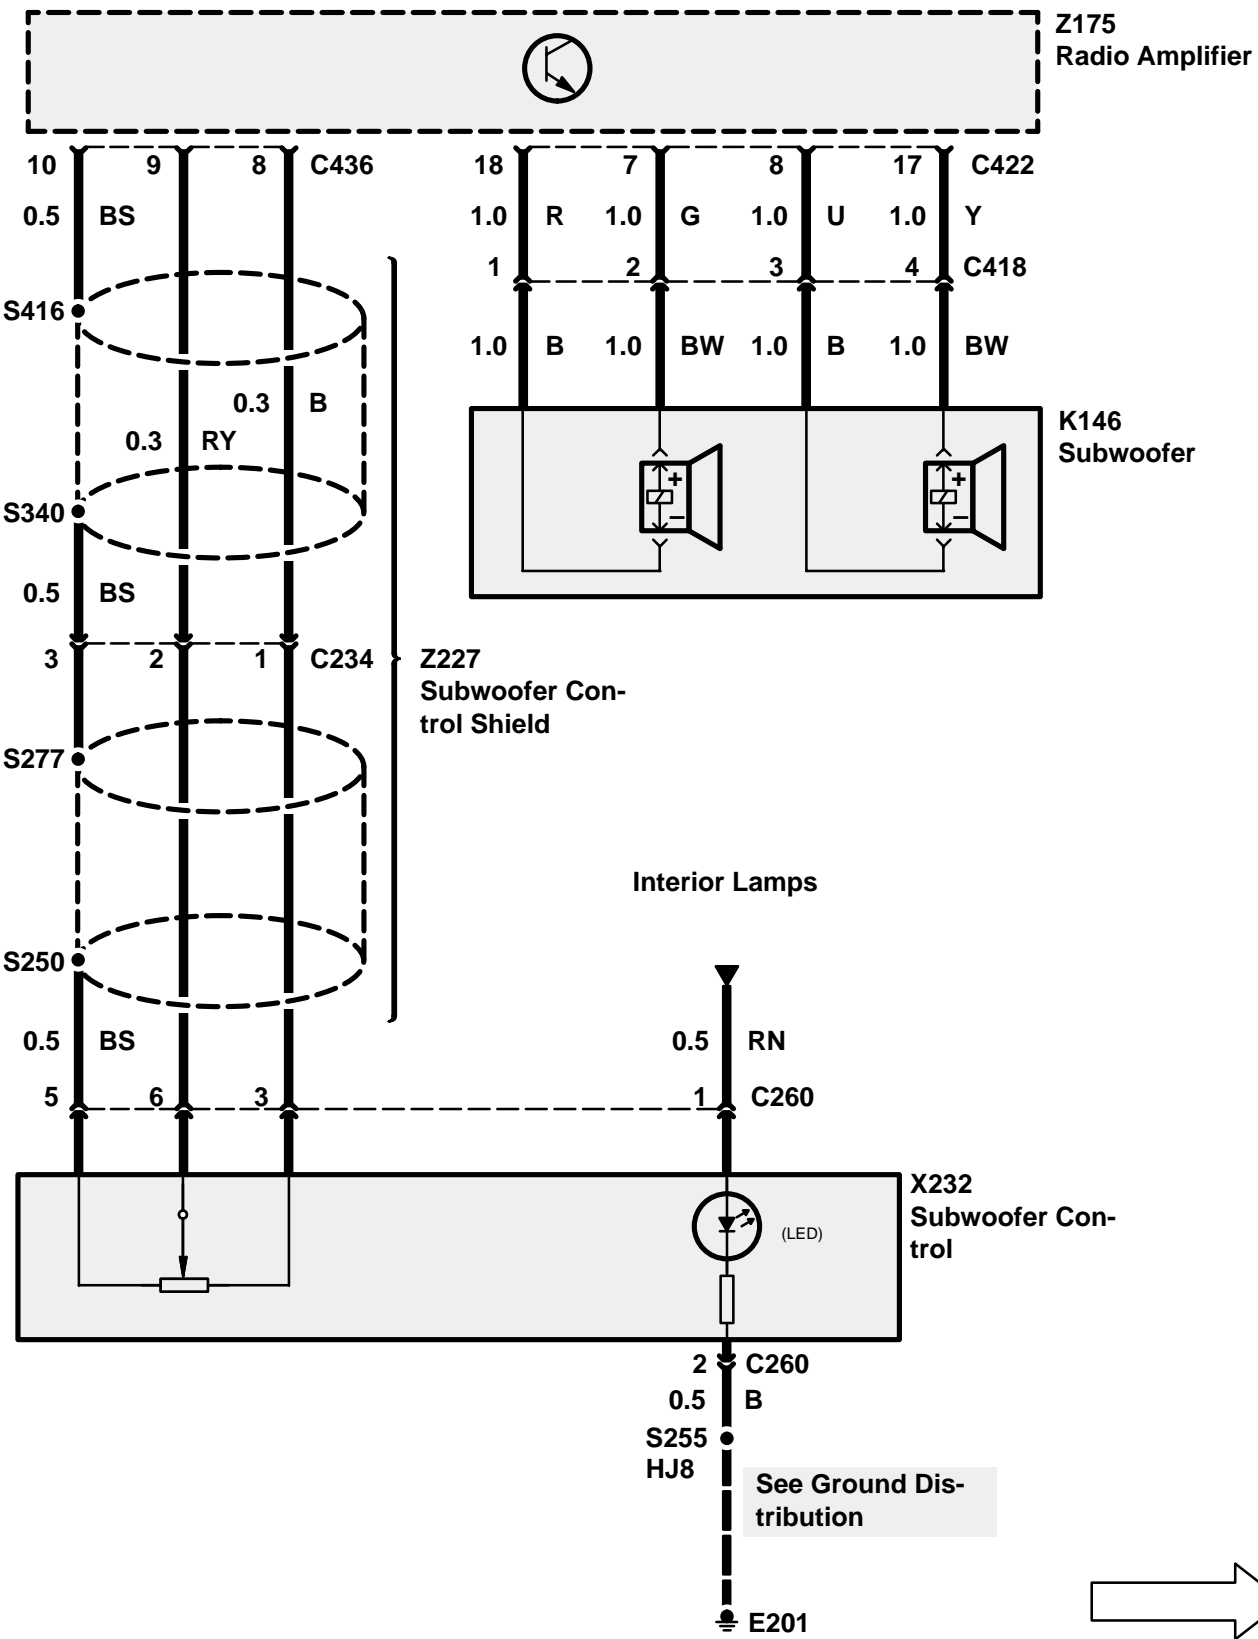 Z175
Radio Amplifier
10 9 8 C436 18 7 8 17 C422
0.5 BS 1.0 R 1.0 G 1.0 U 1.0 Y
1 2 3 4 C418
S416
1.0 B 1.0 BW 1.0 B 1.0 BW
0.3 B
0.3 RY
K146
Subwoofer
+ +
– –
S340
0.5 BS
3 2 1 C234
Z227
Subwoofer Con-
trol Shield
S277
Interior Lamps
S250
0.5 BS 0.5 RN
5 6 3 1 C260
X232
Subwoofer Con-
trol
(LED)
2 C260
0.5 B
S255
HJ8
See Ground Dis-
tribution
E201